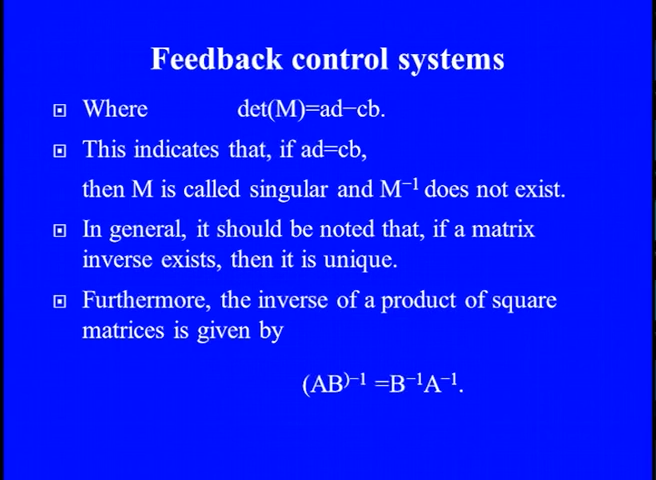 Feedback control systems
Where det(M)=ad−cb.
This indicates that, if ad=cb,
then M is called singular and M⁻¹ does not exist.
In general, it should be noted that, if a matrix
inverse exists, then it is unique.
Furthermore, the inverse of a product of square
matrices is given by
(AB)⁻¹ =B⁻¹A⁻¹.